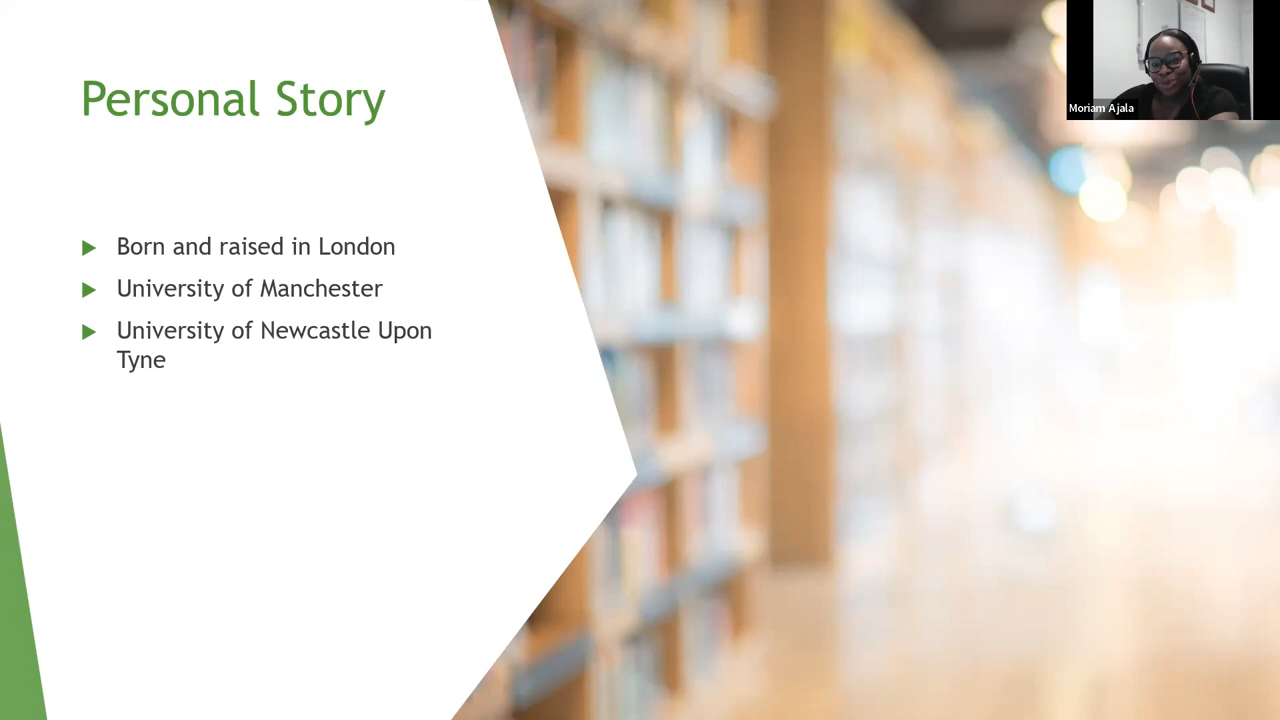 Personal Story
Born and raised in London
University of Manchester
University of Newcastle Upon
Tyne
Moriam Ajala